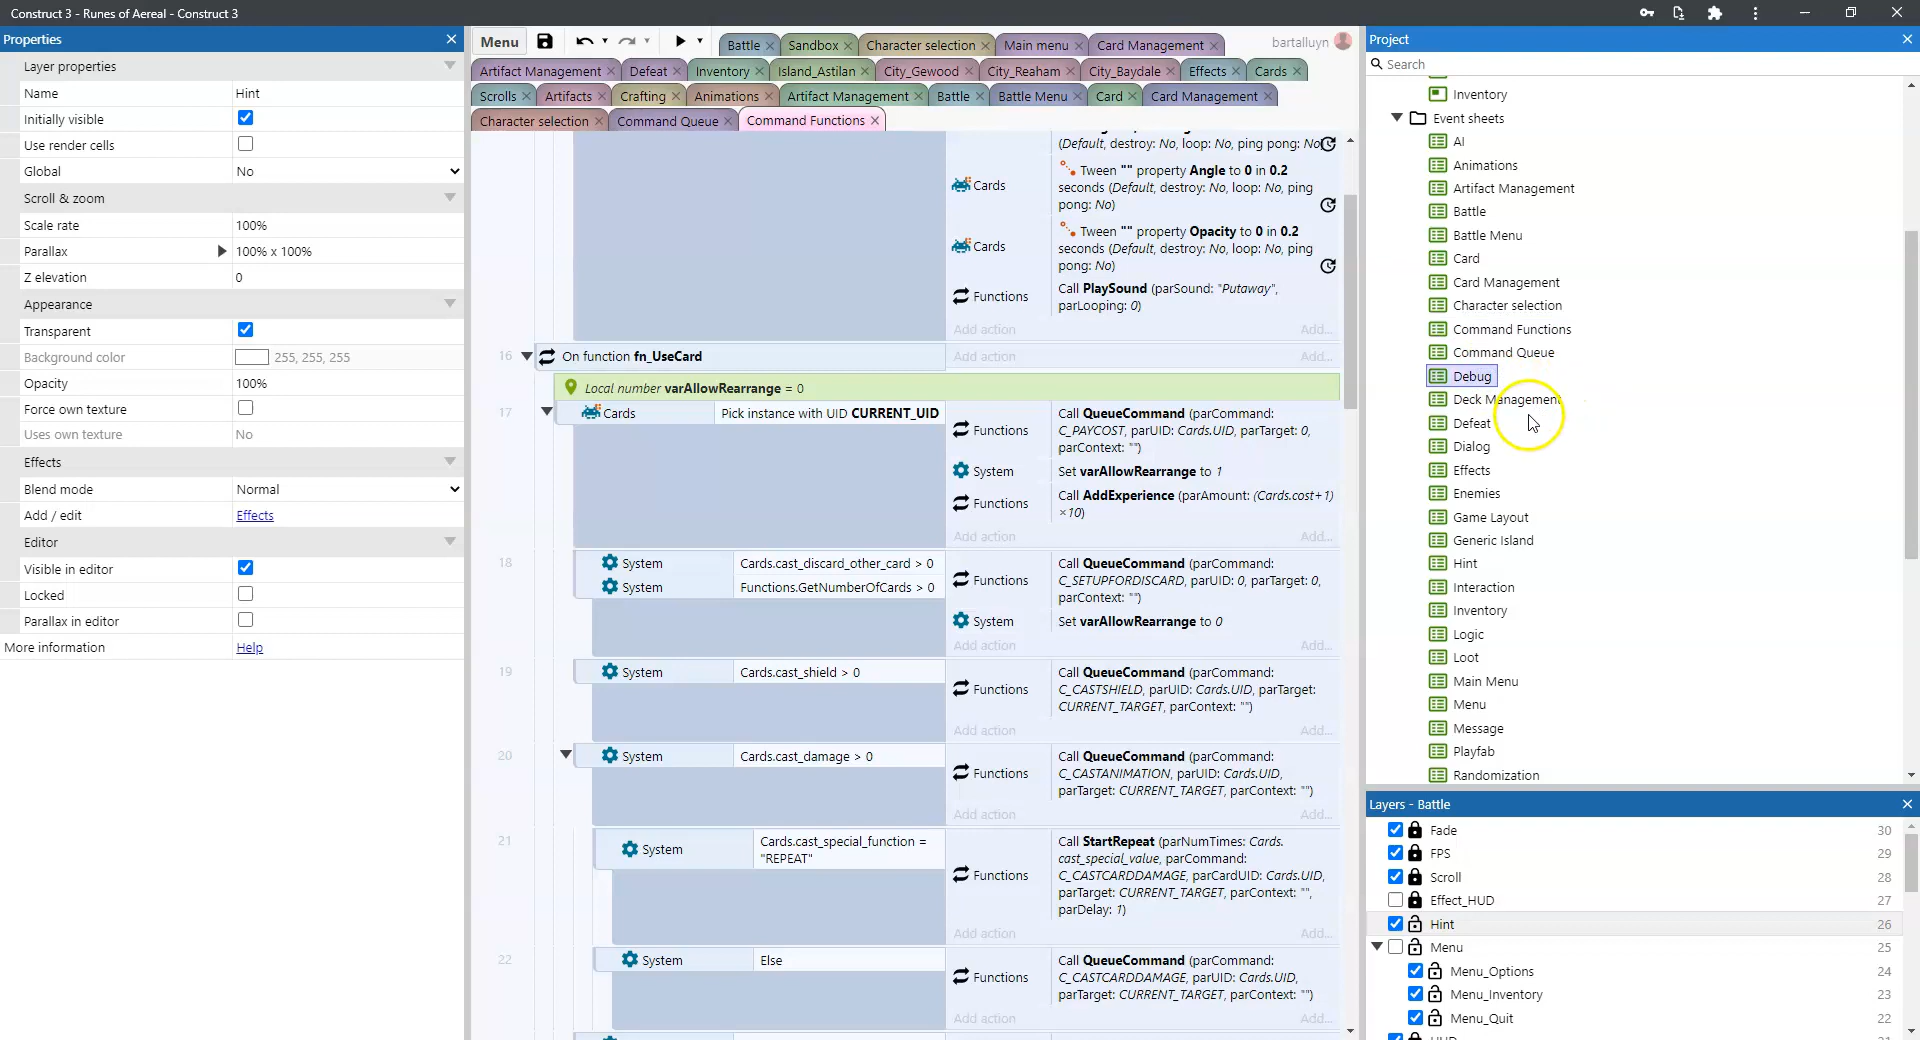 Construct 3 - Runes of Aereal - Construct 3
Properties
Layer properties
Name Hint
Initially visible
Use render cells
Global No
Scroll & zoom
Scale rate 100%
Parallax 100% x 100%
Z elevation 0
Appearance
Transparent
Background color 255, 255, 255
Opacity 100%
Force own texture
Uses own texture No
Effects
Blend mode Normal
Add / edit Effects
Editor
Visible in editor
Locked
Parallax in editor
More information Help
Menu
Battle Sandbox Character selection Main menu Card Management bartalluyn
Artifact Management Defeat Inventory Island_Astilan City_Gewood City_Reaham City_Baydale Effects Cards
Scrolls Artifacts Crafting Animations Artifact Management Battle Battle Menu Card Card Management
Character selection Command Queue Command Functions
(Default, destroy: No, loop: No, ping pong: No)
Cards Tween "" property Angle to 0 in 0.2
seconds (Default, destroy: No, loop: No, ping
pong: No)
Cards Tween "" property Opacity to 0 in 0.2
seconds (Default, destroy: No, loop: No, ping
pong: No)
Functions Call PlaySound (parSound: "Putaway",
parLooping: 0)
Add action Add...
16 On function fn_UseCard Add action Add...
Local number varAllowRearrange = 0
17 Cards Pick instance with UID CURRENT_UID
Functions Call QueueCommand (parCommand:
C_PAYCOST, parUID: Cards.UID, parTarget: 0,
parContext: "")
System Set varAllowRearrange to 1
Functions Call AddExperience (parAmount: (Cards.cost+1)
×10)
Add action Add...
18 System Cards.cast_discard_other_card > 0
System Functions.GetNumberOfCards > 0
Functions Call QueueCommand (parCommand:
C_SETUPFORDISCARD, parUID: 0, parTarget: 0,
parContext: "")
System Set varAllowRearrange to 0
Add action Add...
19 System Cards.cast_shield > 0
Functions Call QueueCommand (parCommand:
C_CASTSHIELD, parUID: Cards.UID, parTarget:
CURRENT_TARGET, parContext: "")
Add action Add...
20 System Cards.cast_damage > 0
Functions Call QueueCommand (parCommand:
C_CASTANIMATION, parUID: Cards.UID,
parTarget: CURRENT_TARGET, parContext: "")
Add action Add...
21 System Cards.cast_special_function =
"REPEAT"
Functions Call StartRepeat (parNumTimes: Cards.
cast_special_value, parCommand:
C_CASTCARDDAMAGE, parCardUID: Cards.UID,
parTarget: CURRENT_TARGET, parContext: "",
parDelay: 1)
Add action Add...
22 System Else
Functions Call QueueCommand (parCommand:
C_CASTCARDDAMAGE, parUID: Cards.UID,
parTarget: CURRENT_TARGET, parContext: "")
Add action Add...
Project
Search
Inventory
Event sheets
AI
Animations
Artifact Management
Battle
Battle Menu
Card
Card Management
Character selection
Command Functions
Command Queue
Debug
Deck Management
Defeat
Dialog
Effects
Enemies
Game Layout
Generic Island
Hint
Interaction
Inventory
Logic
Loot
Main Menu
Menu
Message
Playfab
Randomization
Layers - Battle
Fade 30
FPS 29
Scroll 28
Effect_HUD 27
Hint 26
Menu 25
Menu_Options 24
Menu_Inventory 23
Menu_Quit 22